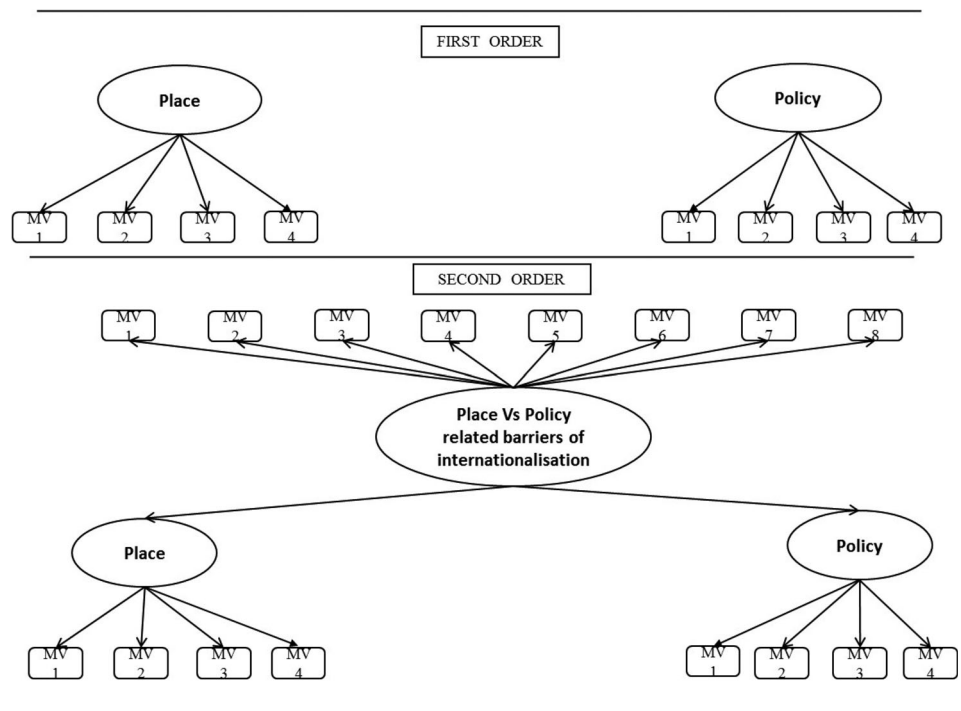 FIRST ORDER
Place
Policy
MV
1
MV
2
MV
3
MV
4
MV
1
MV
2
MV
3
MV
4
SECOND ORDER
MV
1
MV
2
MV
3
MV
4
MV
5
MV
6
MV
7
MV
8
Place Vs Policy
related barriers of
internationalisation
Place
Policy
MV
1
MV
2
MV
3
MV
4
MV
1
MV
2
MV
3
MV
4